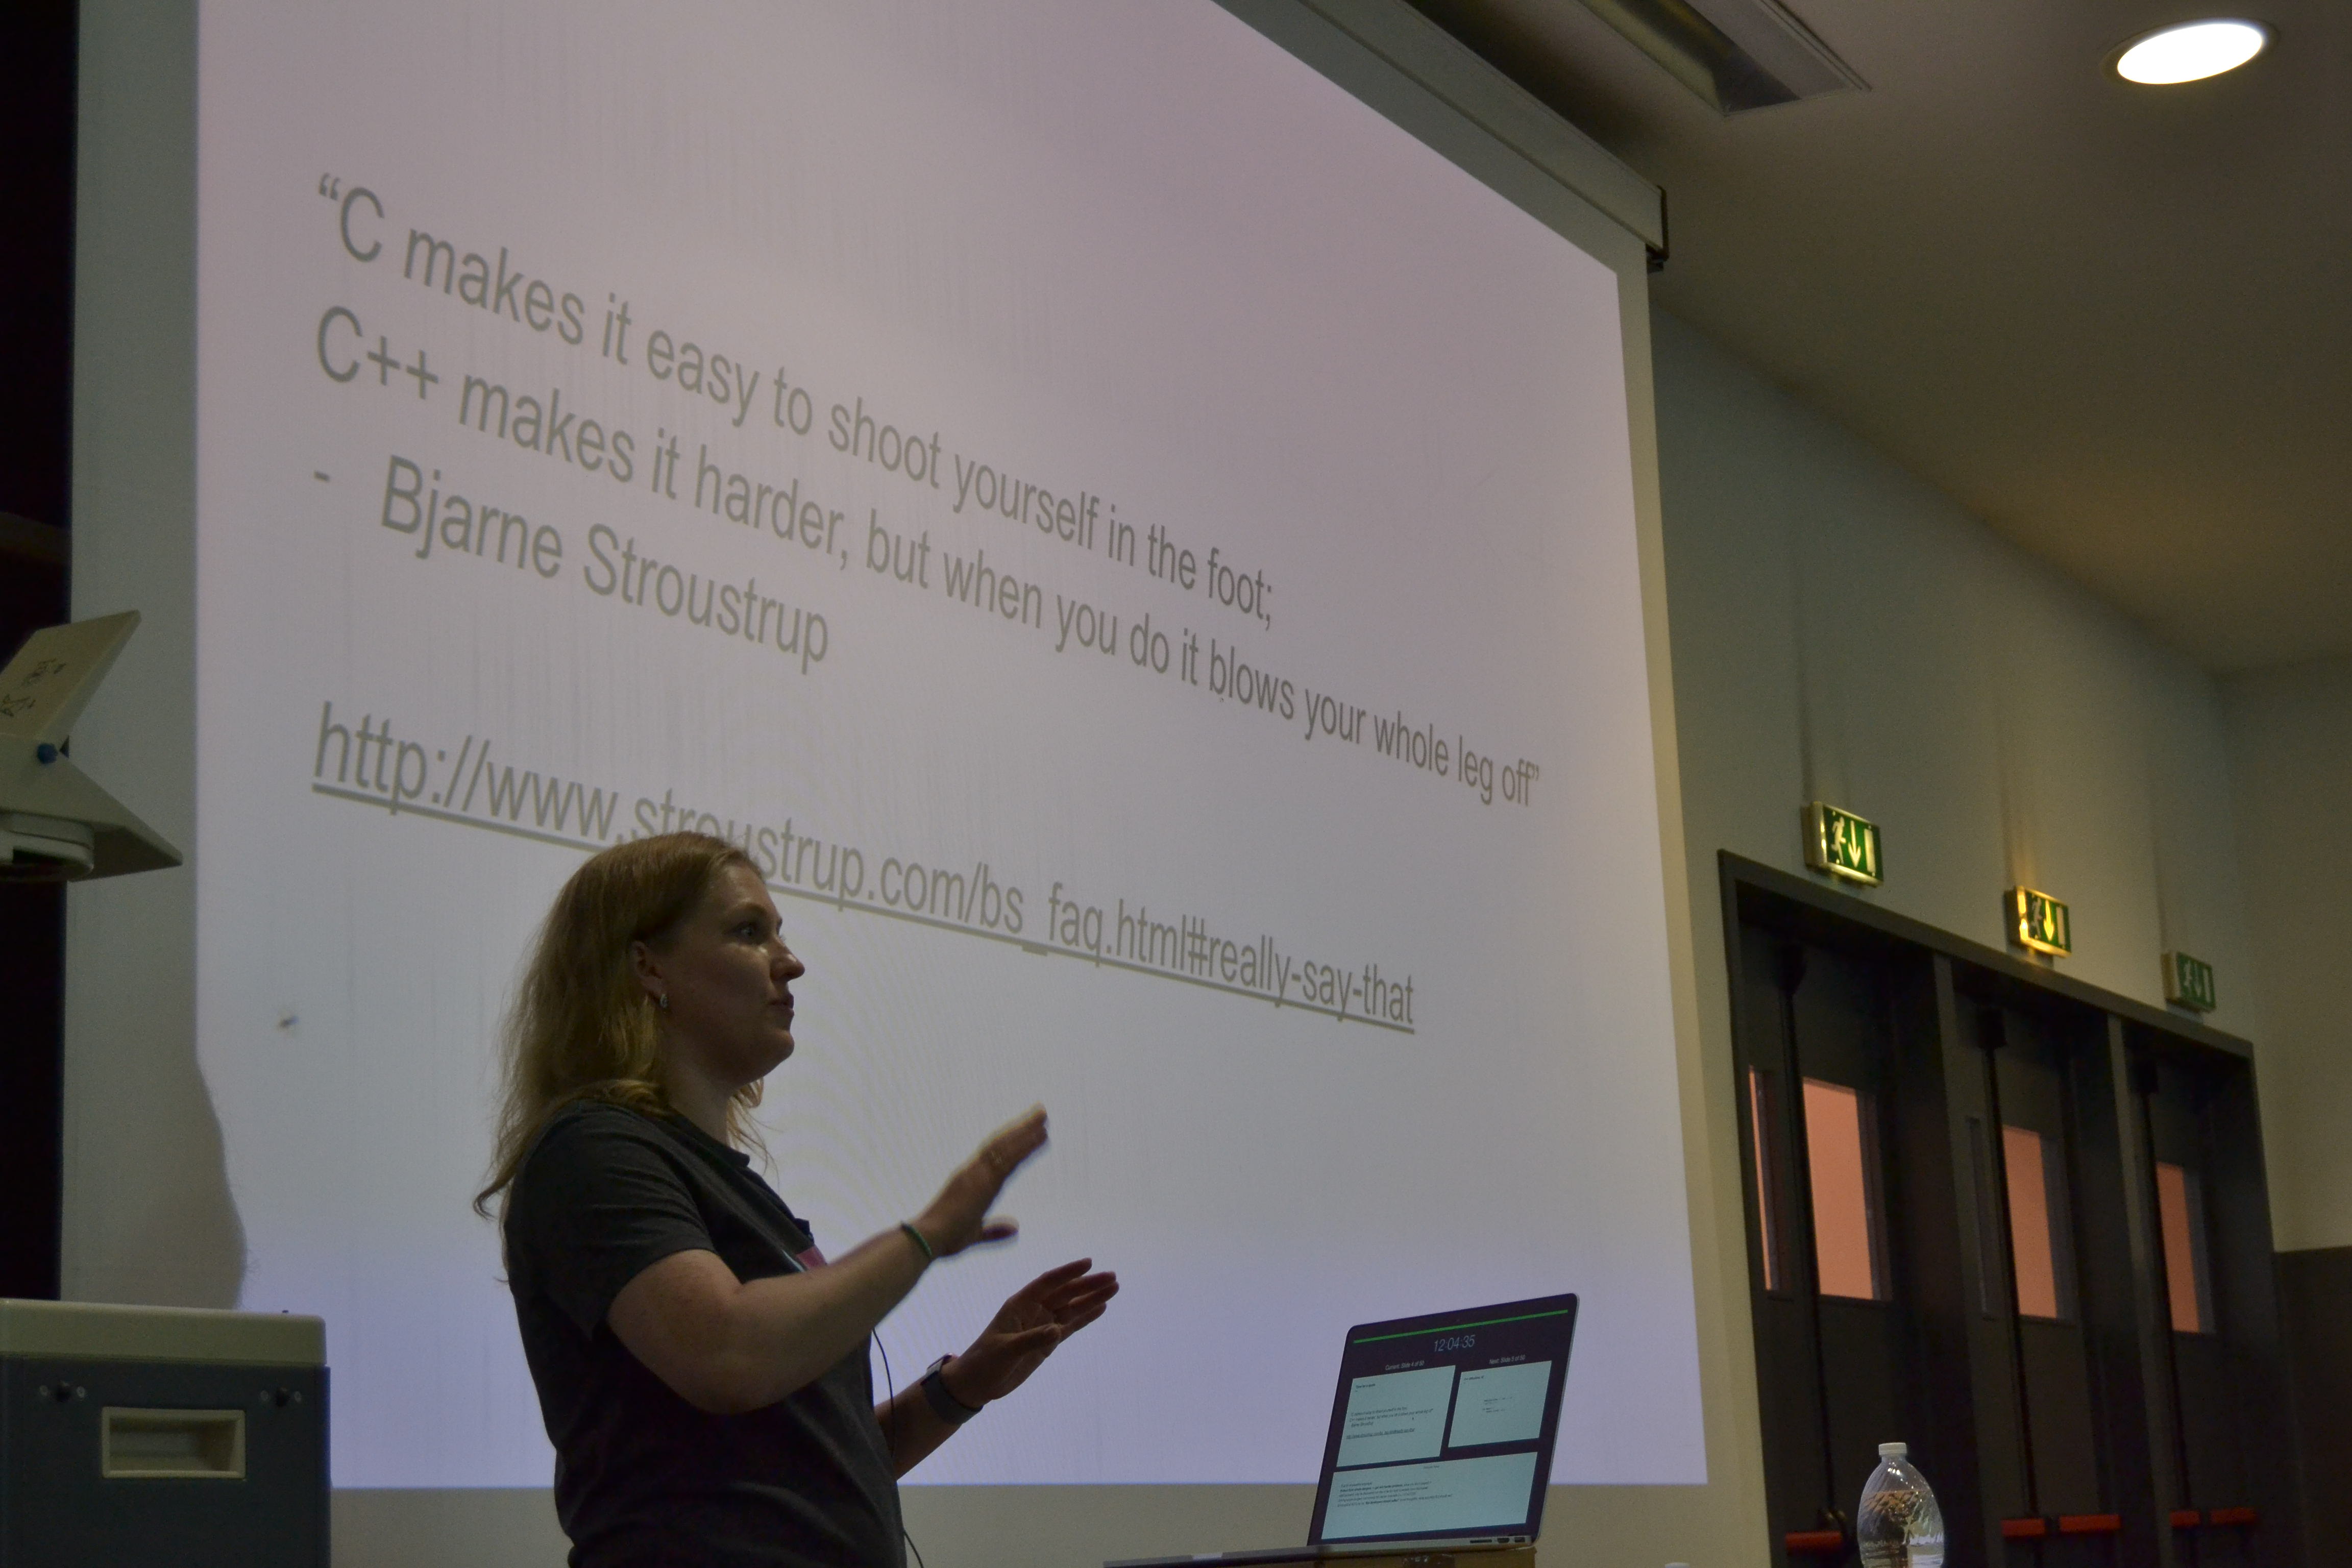 “C makes it easy to shoot yourself in the foot;
C++ makes it harder, but when you do it blows your whole leg off”
- Bjarne Stroustrup
http://www.stroustrup.com/bs_faq.html#really-say-that
12:04:35